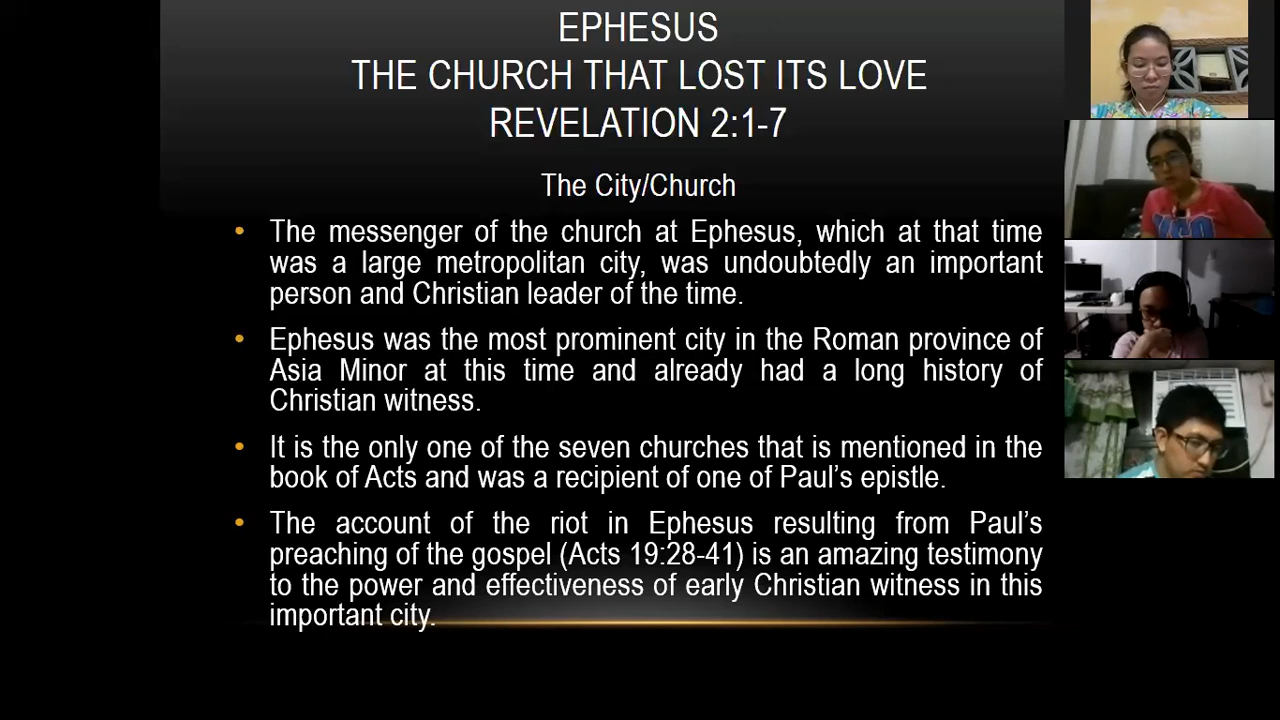 EPHESUS
THE CHURCH THAT LOST ITS LOVE
REVELATION 2:1-7
The City/Church
• The messenger of the church at Ephesus, which at that time
was a large metropolitan city, was undoubtedly an important
person and Christian leader of the time.
• Ephesus was the most prominent city in the Roman province of
Asia Minor at this time and already had a long history of
Christian witness.
• It is the only one of the seven churches that is mentioned in the
book of Acts and was a recipient of one of Paul’s epistle.
• The account of the riot in Ephesus resulting from Paul’s
preaching of the gospel (Acts 19:28-41) is an amazing testimony
to the power and effectiveness of early Christian witness in this
important city.